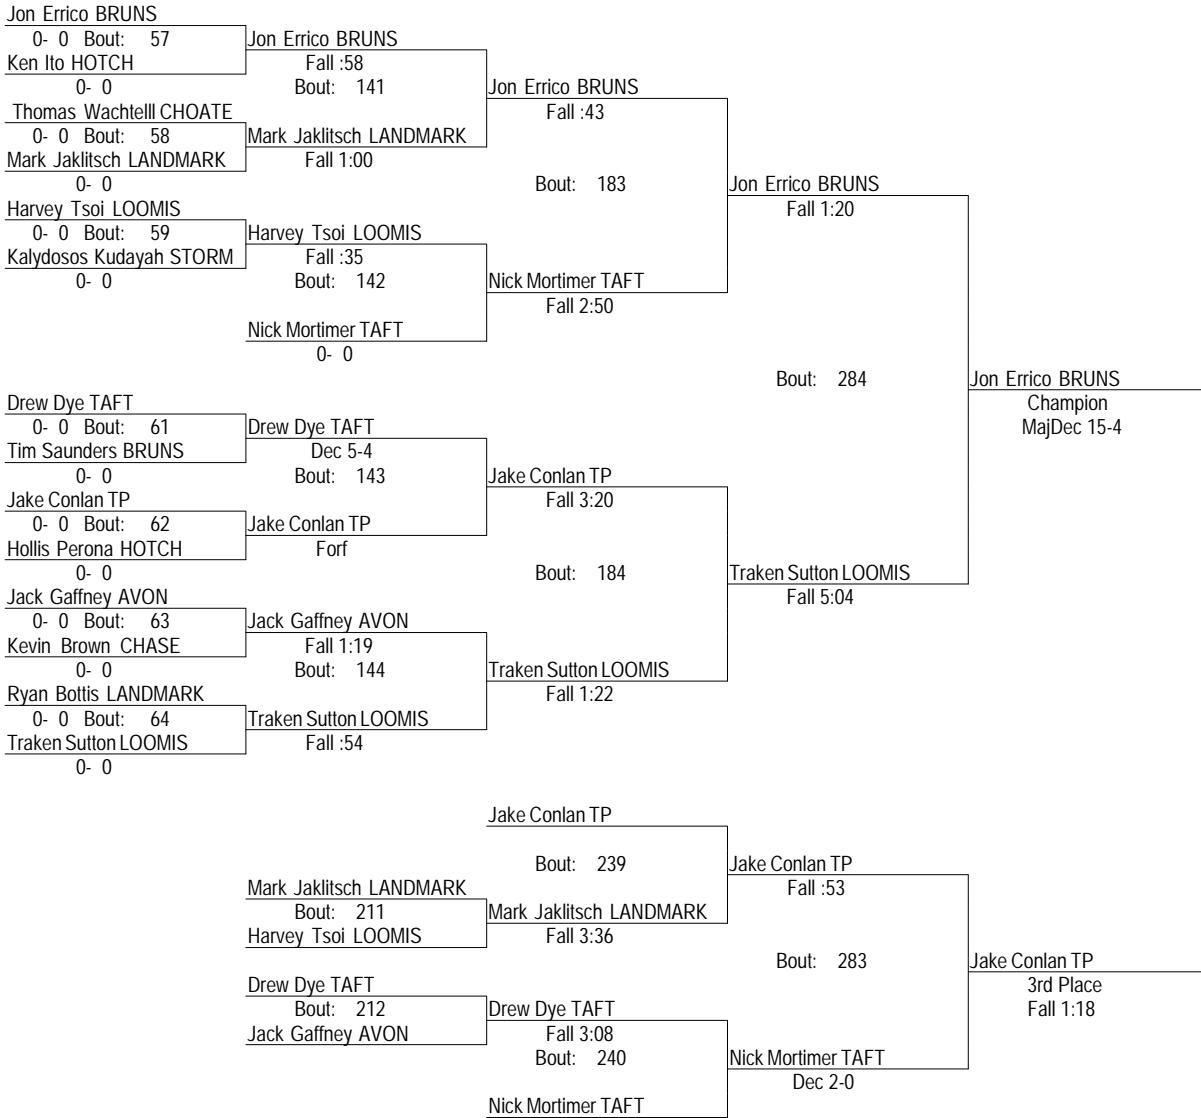 Jon Errico BRUNS
0- 0 Bout: 57
Jon Errico BRUNS
Ken Ito HOTCH
Fall :58
0- 0
Bout: 141
Jon Errico BRUNS
Thomas Wachtelll CHOATE
Fall :43
0- 0 Bout: 58
Mark Jaklitsch LANDMARK
Mark Jaklitsch LANDMARK
Fall 1:00
0- 0
Bout: 183
Jon Errico BRUNS
Harvey Tsoi LOOMIS
Fall 1:20
0- 0 Bout: 59
Harvey Tsoi LOOMIS
Kalydosos Kudayah STORM
Fall :35
0- 0
Bout: 142
Nick Mortimer TAFT
Fall 2:50
Nick Mortimer TAFT
0- 0
Bout: 284
Jon Errico BRUNS
Drew Dye TAFT
Champion
0- 0 Bout: 61
Drew Dye TAFT
MajDec 15-4
Tim Saunders BRUNS
Dec 5-4
0- 0
Bout: 143
Jake Conlan TP
Jake Conlan TP
Fall 3:20
0- 0 Bout: 62
Jake Conlan TP
Hollis Perona HOTCH
Forf
0- 0
Bout: 184
Traken Sutton LOOMIS
Jack Gaffney AVON
Fall 5:04
0- 0 Bout: 63
Jack Gaffney AVON
Kevin Brown CHASE
Fall 1:19
0- 0
Bout: 144
Traken Sutton LOOMIS
Ryan Bottis LANDMARK
Fall 1:22
0- 0 Bout: 64
Traken Sutton LOOMIS
Traken Sutton LOOMIS
Fall :54
0- 0
Jake Conlan TP
Bout: 239
Jake Conlan TP
Mark Jaklitsch LANDMARK
Fall :53
Bout: 211
Mark Jaklitsch LANDMARK
Harvey Tsoi LOOMIS
Fall 3:36
Bout: 283
Jake Conlan TP
Drew Dye TAFT
3rd Place
Bout: 212
Drew Dye TAFT
Fall 1:18
Jack Gaffney AVON
Fall 3:08
Bout: 240
Nick Mortimer TAFT
Dec 2-0
Nick Mortimer TAFT